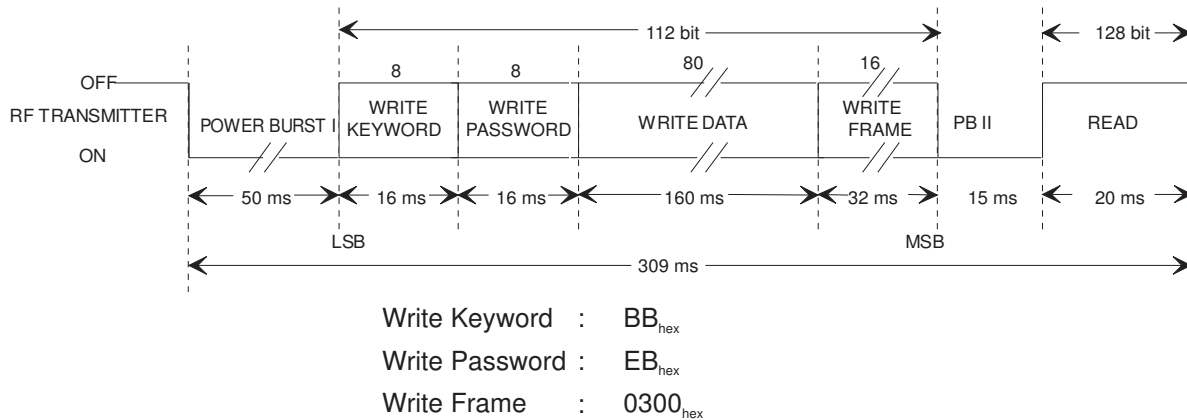 112 bit 128 bit
OFF 8 8 80 16
RF TRANSMITTER POWER BURST I WRITE KEYWORD WRITE PASSWORD WRITE DATA WRITE FRAME PB II READ
ON
50 ms 16 ms 16 ms 160 ms 32 ms 15 ms 20 ms
LSB MSB
309 ms
Write Keyword : BBhex
Write Password : EBhex
Write Frame : 0300hex